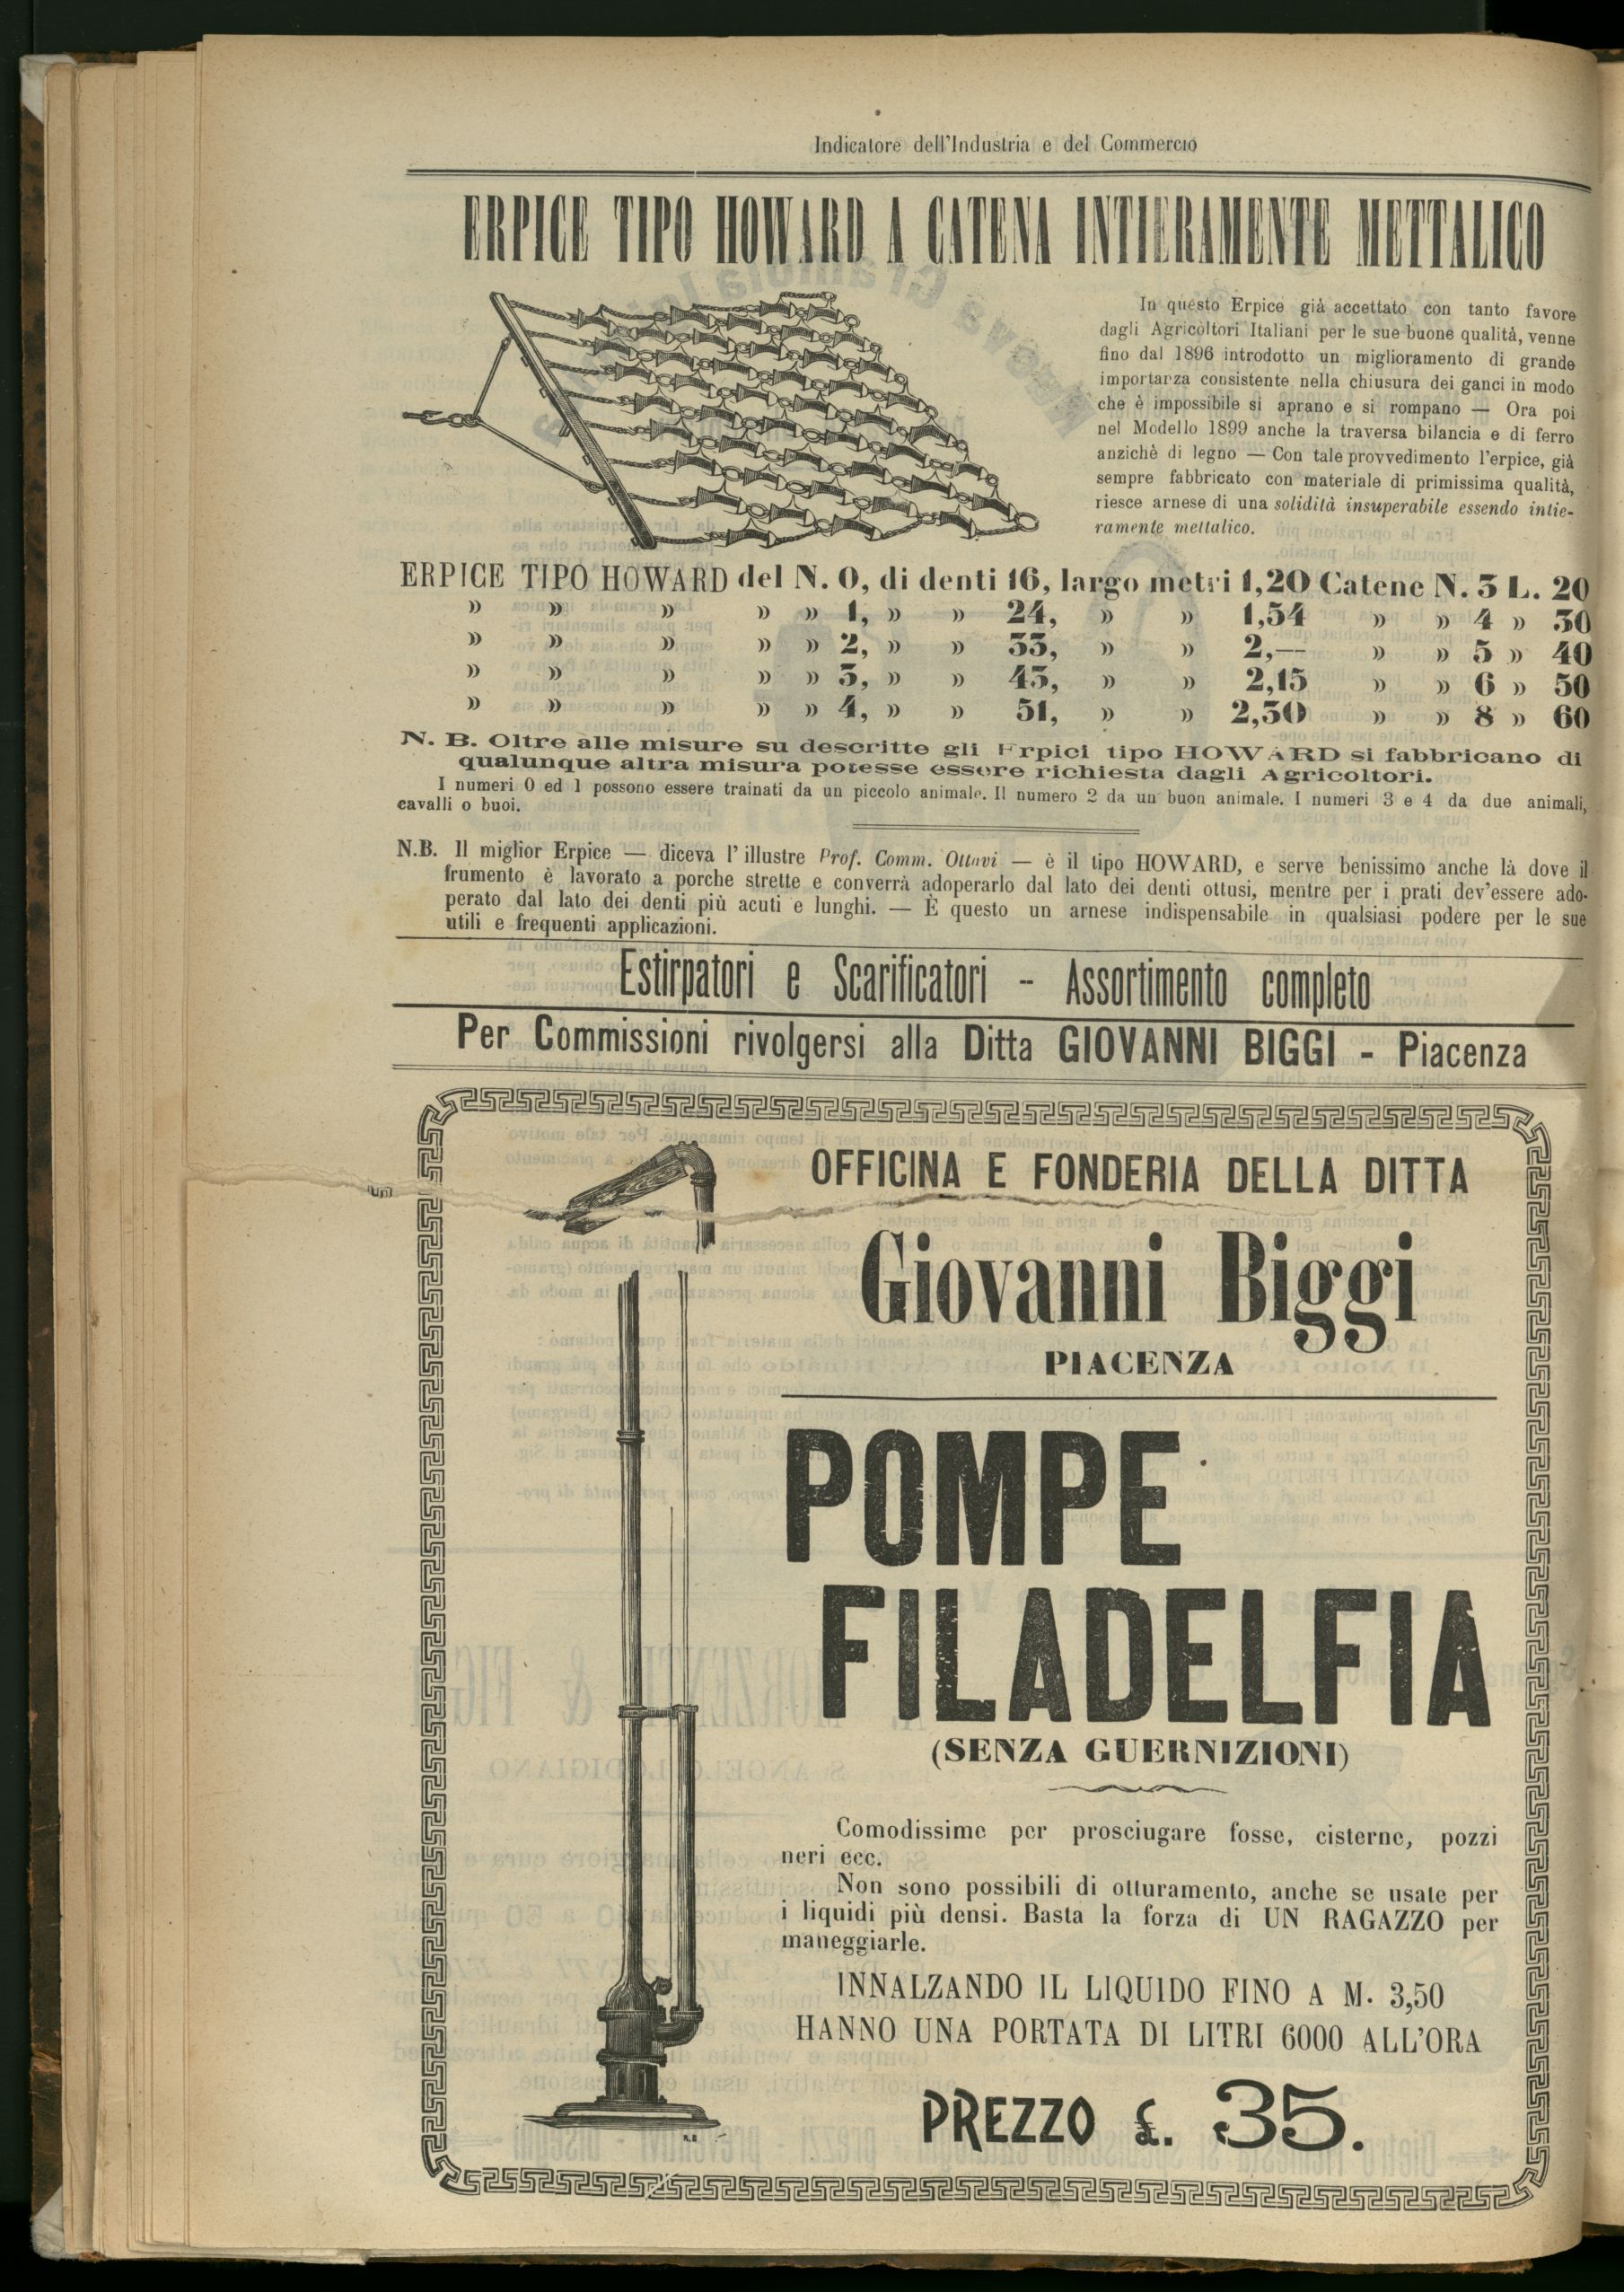 Indicatore dell'Industria e del Commercio
ERPICE TIPO HOWARD A CATENA INTIERAMENTE METTALICO
In questo Erpice già accettato con tanto favore
dagli Agricoltori Italiani per le sue buone qualità, venne
fino dal 1896 introdotto un miglioramento di grande
importanza consistente nella chiusura dei ganci in modo
che è impossibile si aprano e si rompano — Ora poi
nel Modello 1899 anche la traversa bilancia e di ferro
anzichè di legno — Con tale provvedimento l'erpice, già
sempre fabbricato con materiale di primissima qualità,
riesce arnese di una solidità insuperabile essendo intie-
ramente mettalico.
ERPICE TIPO HOWARD del N. 0, di denti 16, largo metri 1,20 Catene N. 3 L. 20
» » » » » 1, » » 24, » » 1,54 » » 4 » 30
» » » » » 2, » » 33, » » 2,— » » 5 » 40
» » » » » 3, » » 43, » » 2,15 » » 6 » 50
» » » » » 4, » » 51, » » 2,50 » » 8 » 60
N. B. Oltre alle misure su descritte gli Erpici tipo HOWARD si fabbricano di
qualunque altra misura potesse essere richiesta dagli Agricoltori.
I numeri 0 ed 1 possono essere trainati da un piccolo animale. Il numero 2 da un buon animale. I numeri 3 e 4 da due animali,
cavalli o buoi.
N.B. Il miglior Erpice — diceva l'illustre Prof. Comm. Ottavi — è il tipo HOWARD, e serve benissimo anche là dove il
frumento è lavorato a porche strette e converrà adoperarlo dal lato dei denti ottusi, mentre per i prati dev'essere ado-
perato dal lato dei denti più acuti e lunghi. — È questo un arnese indispensabile in qualsiasi podere per le sue
utili e frequenti applicazioni.
Estirpatori e Scarificatori - Assortimento completo
Per Commissioni rivolgersi alla Ditta GIOVANNI BIGGI - Piacenza
OFFICINA E FONDERIA DELLA DITTA
Giovanni Biggi
PIACENZA
POMPE
FILADELFIA
(SENZA GUERNIZIONI)
Comodissime per prosciugare fosse, cisterne, pozzi
neri ecc.
Non sono possibili di otturamento, anche se usate per
i liquidi più densi. Basta la forza di UN RAGAZZO per
maneggiarle.
INNALZANDO IL LIQUIDO FINO A M. 3,50
HANNO UNA PORTATA DI LITRI 6000 ALL'ORA
PREZZO £. 35.